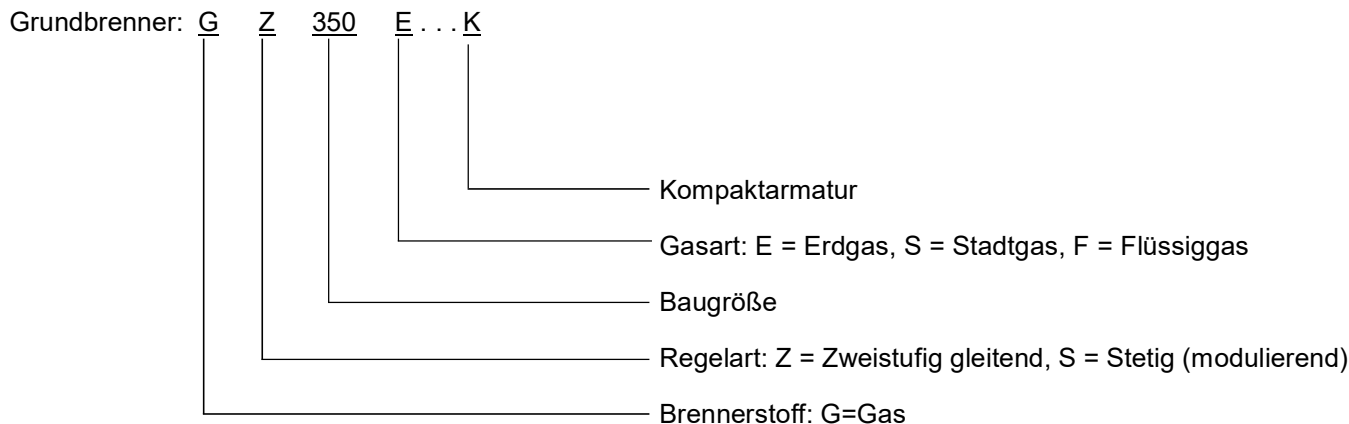 Grundbrenner: G Z 350 E . . . K
Kompaktarmatur
Gasart: E = Erdgas, S = Stadtgas, F = Flüssiggas
Baugröße
Regelart: Z = Zweistufig gleitend, S = Stetig (modulierend)
Brennerstoff: G=Gas